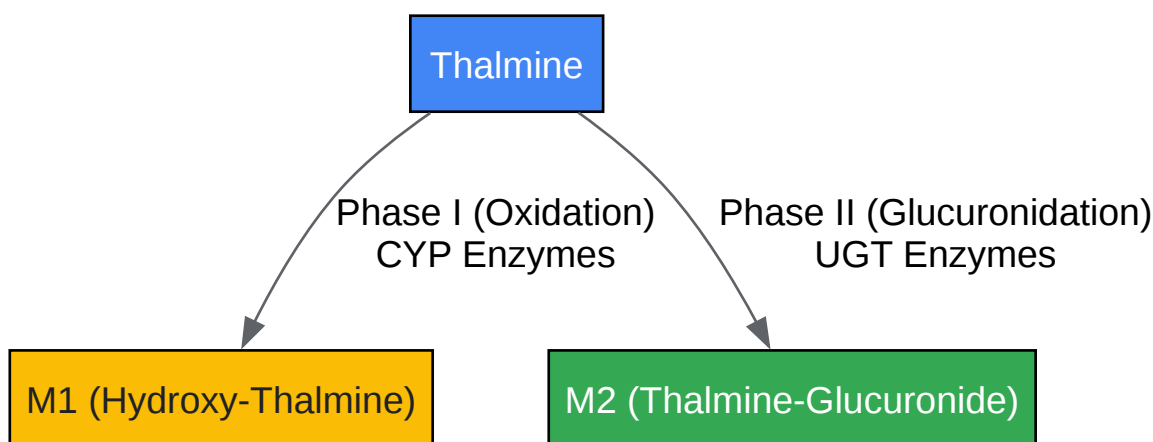 Thalmine
Phase I (Oxidation)
CYP Enzymes
Phase II (Glucuronidation)
UGT Enzymes
M1 (Hydroxy-Thalmine)
M2 (Thalmine-Glucuronide)